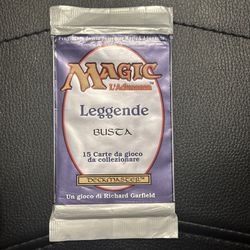 MAGIC
L'Adunanza
Leggende
BUSTA
15 Carte da gioco
da collezionare
DECKMASTER
Un gioco di Richard Garfield